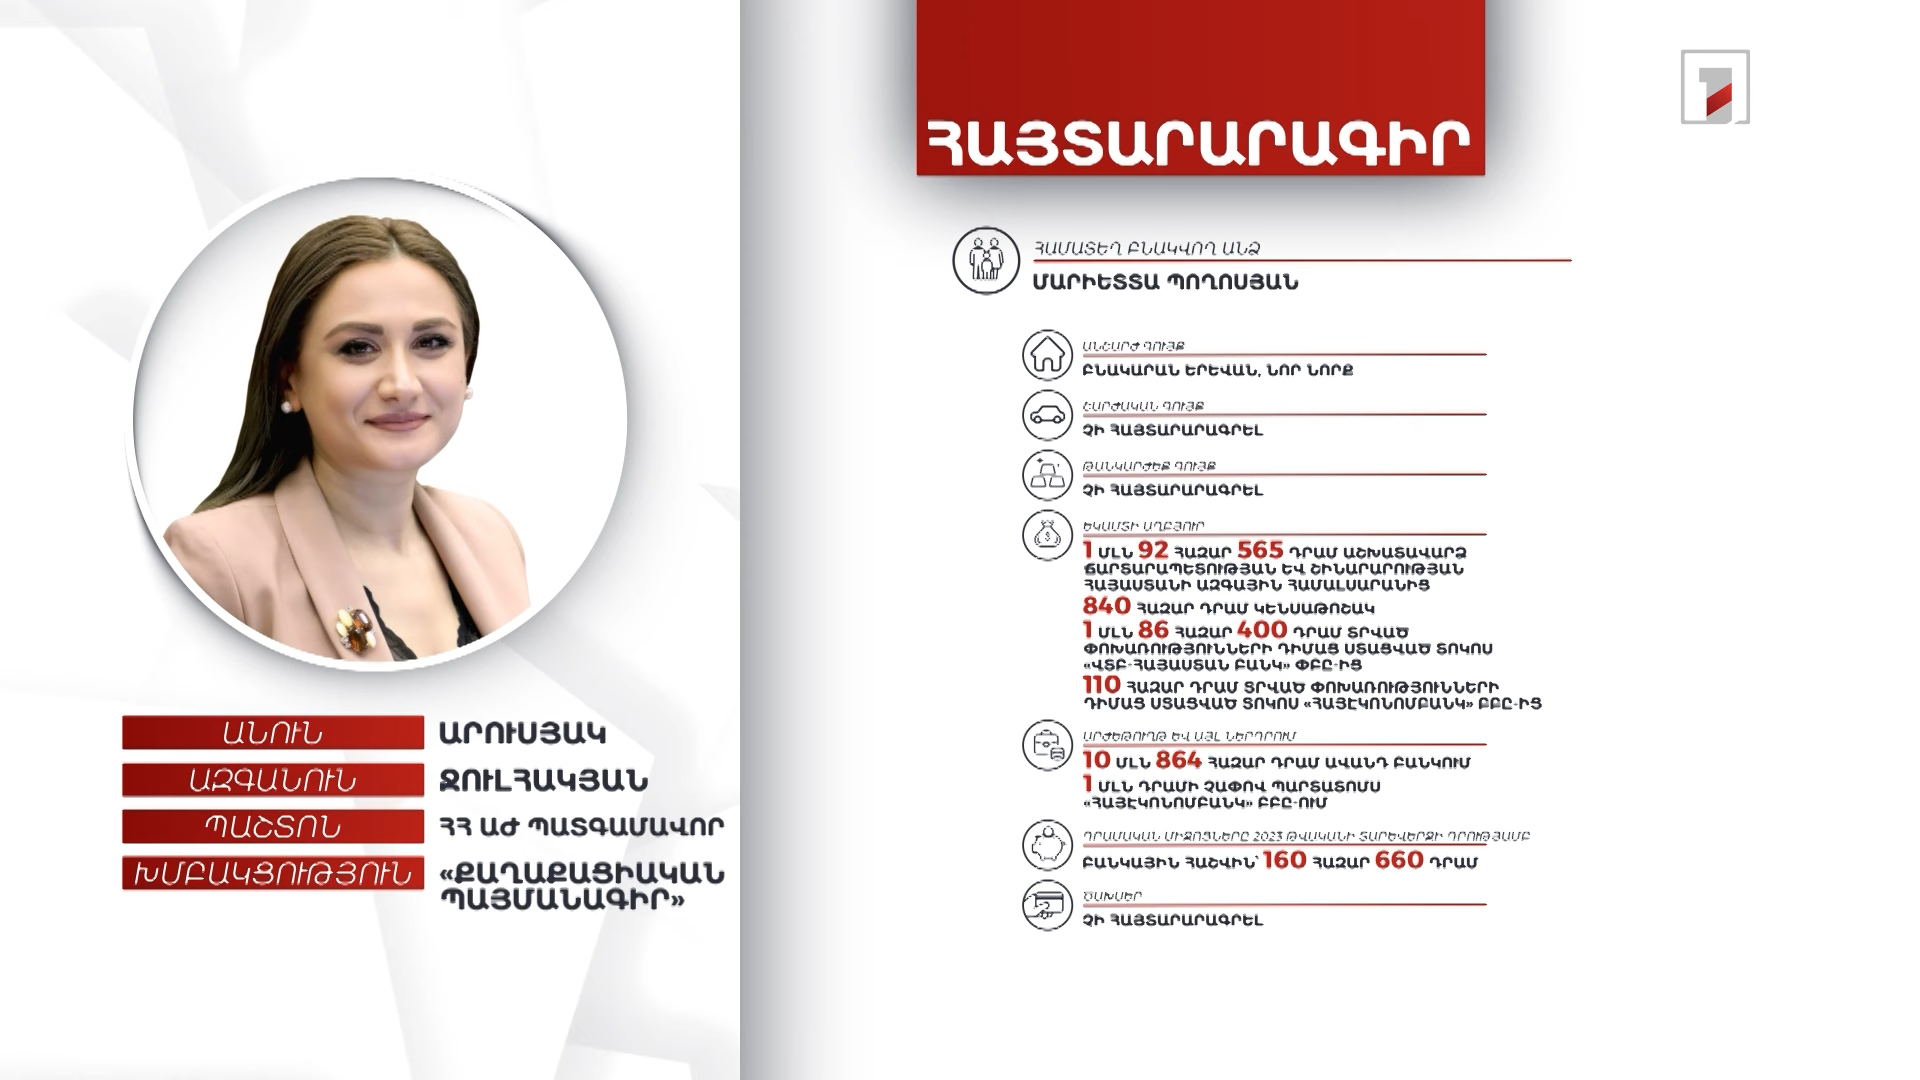 ՀԱՅՏԱՐԱՐԱԳԻՐ
ԱՆՈՒՆ ԱՐՈՒՍՅԱԿ
ԱԶԳԱՆՈՒՆ ՋՈՒԼՀԱԿՅԱՆ
ՊԱՇՏՈՆ ՀՀ ԱԺ ՊԱՏԳԱՄԱՎՈՐ
ԽՄԲԱԿՑՈՒԹՅՈՒՆ «ՔԱՂԱՔԱՑԻԱԿԱՆ
ՊԱՅՄԱՆԱԳԻՐ»
ՀԱՄԱՏԵՂ ԲՆԱԿՎՈՂ ԱՆՁ
ՄԱՐԻԵՏՏԱ ՊՈՂՈՍՅԱՆ
ԱՆՇԱՐԺ ԳՈՒՅՔ
ԲՆԱԿԱՐԱՆ ԵՐԵՎԱՆ, ՆՈՐ ՆՈՐՔ
ՇԱՐԺԱԿԱՆ ԳՈՒՅՔ
ՉԻ ՀԱՅՏԱՐԱՐԱԳՐԵԼ
ԹԱՆԿԱՐԺԵՔ ԳՈՒՅՔ
ՉԻ ՀԱՅՏԱՐԱՐԱԳՐԵԼ
ԵԿԱՄՏԻ ԱՂԲՅՈՒՐ
1 ՄԼՆ 92 ՀԱԶԱՐ 565 ԴՐԱՄ ԱՇԽԱՏԱՎԱՐՁ
ՃԱՐՏԱՐԱՊԵՏՈՒԹՅԱՆ ԵՎ ՇԻՆԱՐԱՐՈՒԹՅԱՆ
ՀԱՅԱՍՏԱՆԻ ԱԶԳԱՅԻՆ ՀԱՄԱԼՍԱՐԱՆԻՑ
840 ՀԱԶԱՐ ԴՐԱՄ ԿԵՆՍԱԹՈՇԱԿ
1 ՄԼՆ 86 ՀԱԶԱՐ 400 ԴՐԱՄ ՏՐՎԱԾ
ՓՈԽԱՌՈՒԹՅՈՒՆՆԵՐԻ ԴԻՄԱՑ ՍՏԱՑՎԱԾ ՏՈԿՈՍ
«ՎՏԲ-ՀԱՅԱՍՏԱՆ ԲԱՆԿ» ՓԲԸ-ԻՑ
110 ՀԱԶԱՐ ԴՐԱՄ ՏՐՎԱԾ ՓՈԽԱՌՈՒԹՅՈՒՆՆԵՐԻ
ԴԻՄԱՑ ՍՏԱՑՎԱԾ ՏՈԿՈՍ «ՀԱՅԷԿՈՆՈՄԲԱՆԿ» ԲԲԸ-ԻՑ
ԱՐԺԵԹՈՒՂԹ ԵՎ ԱՅԼ ՆԵՐԴՐՈՒՄ
10 ՄԼՆ 864 ՀԱԶԱՐ ԴՐԱՄ ԱՎԱՆԴ ԲԱՆԿՈՒՄ
1 ՄԼՆ ԴՐԱՄԻ ՉԱՓՈՎ ՊԱՐՏԱՏՈՄՍ
«ՀԱՅԷԿՈՆՈՄԲԱՆԿ» ԲԲԸ-ՈՒՄ
ԴՐԱՄԱԿԱՆ ՄԻՋՈՑՆԵՐԸ 2023 ԹՎԱԿԱՆԻ ՏԱՐԵՎԵՐՋԻ ԴՐՈՒԹՅԱՄԲ
ԲԱՆԿԱՅԻՆ ՀԱՇՎԻՆ՝ 160 ՀԱԶԱՐ 660 ԴՐԱՄ
ԾԱԽՍԵՐ
ՉԻ ՀԱՅՏԱՐԱՐԱԳՐԵԼ